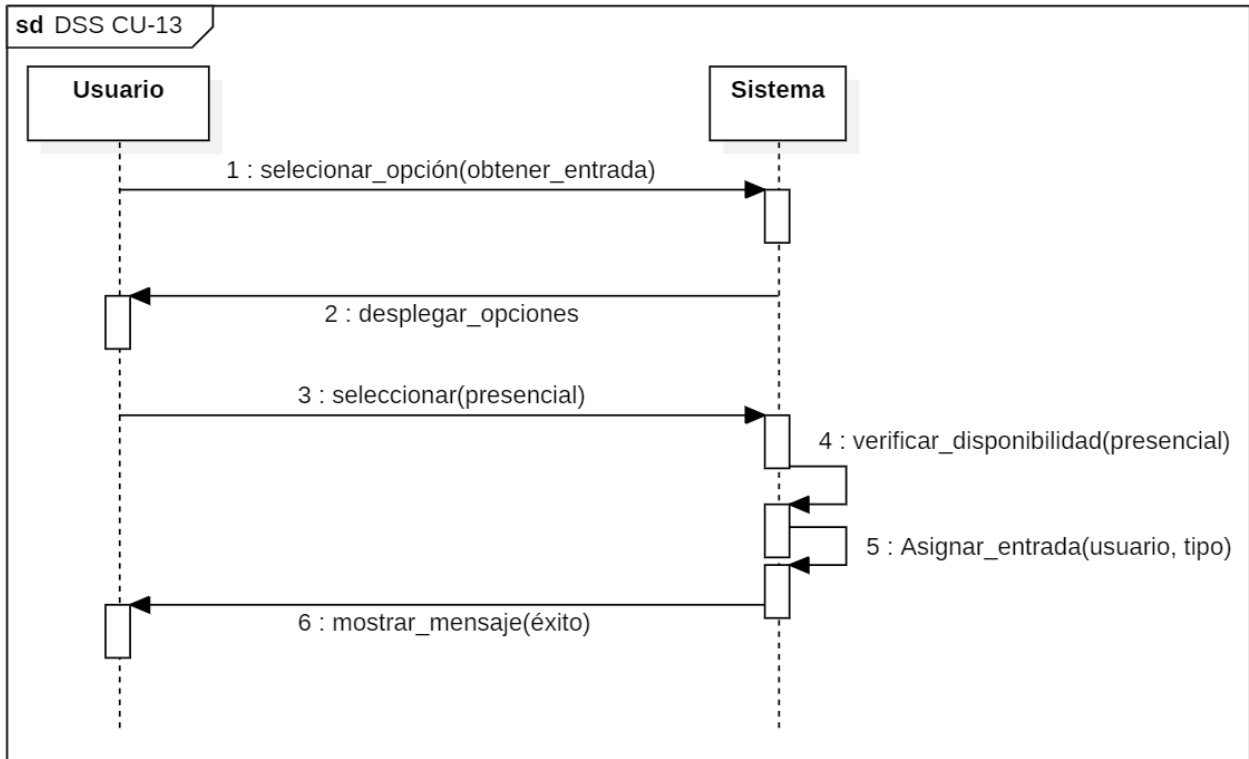 sd DSS CU-13
Usuario
Sistema
1 : selecionar_opción(obtener_entrada)
2 : desplegar_opciones
3 : seleccionar(presencial)
4 : verificar_disponibilidad(presencial)
5 : Asignar_entrada(usuario, tipo)
6 : mostrar_mensaje(éxito)